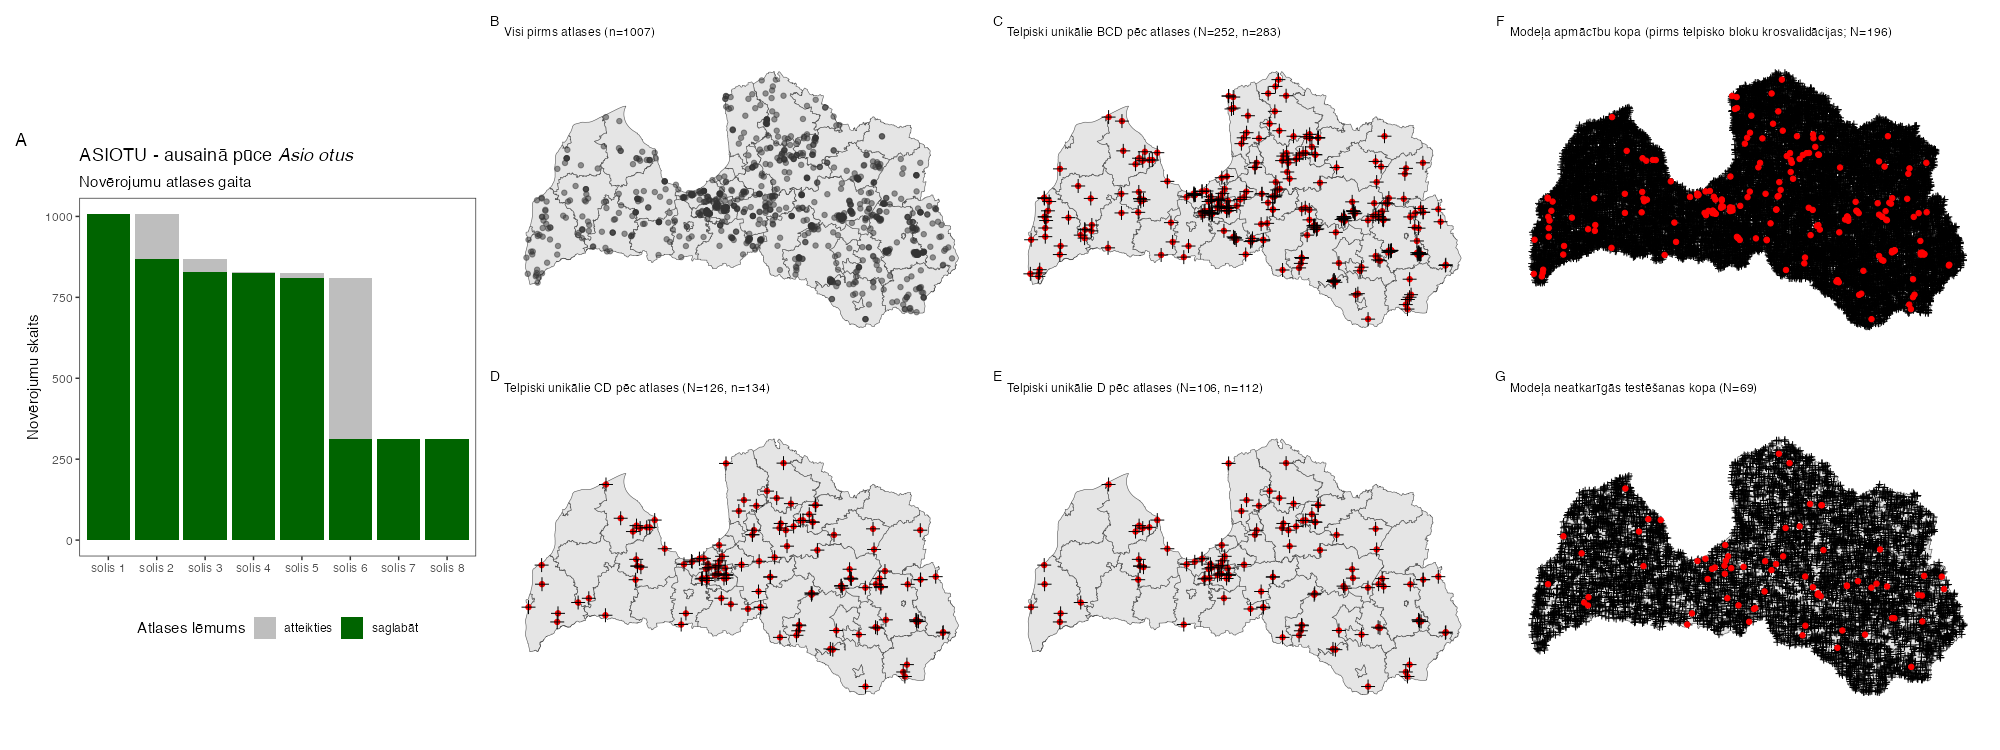 A
ASIOTU - ausainā pūce Asio otus
Novērojumu atlases gaita
Novērojumu skaits
1000
750
500
250
0
solis 1
solis 2
solis 3
solis 4
solis 5
solis 6
solis 7
solis 8
Atlases lēmums
atteikties
saglabāt
B
Visi pirms atlases (n=1007)
C
Telpiski unikālie BCD pēc atlases (N=252, n=283)
D
Telpiski unikālie CD pēc atlases (N=126, n=134)
E
Telpiski unikālie D pēc atlases (N=106, n=112)
F
Modeļa apmācību kopa (pirms telpisko bloku krosvalidācijas; N=196)
G
Modeļa neatkarīgās testēšanas kopa (N=69)